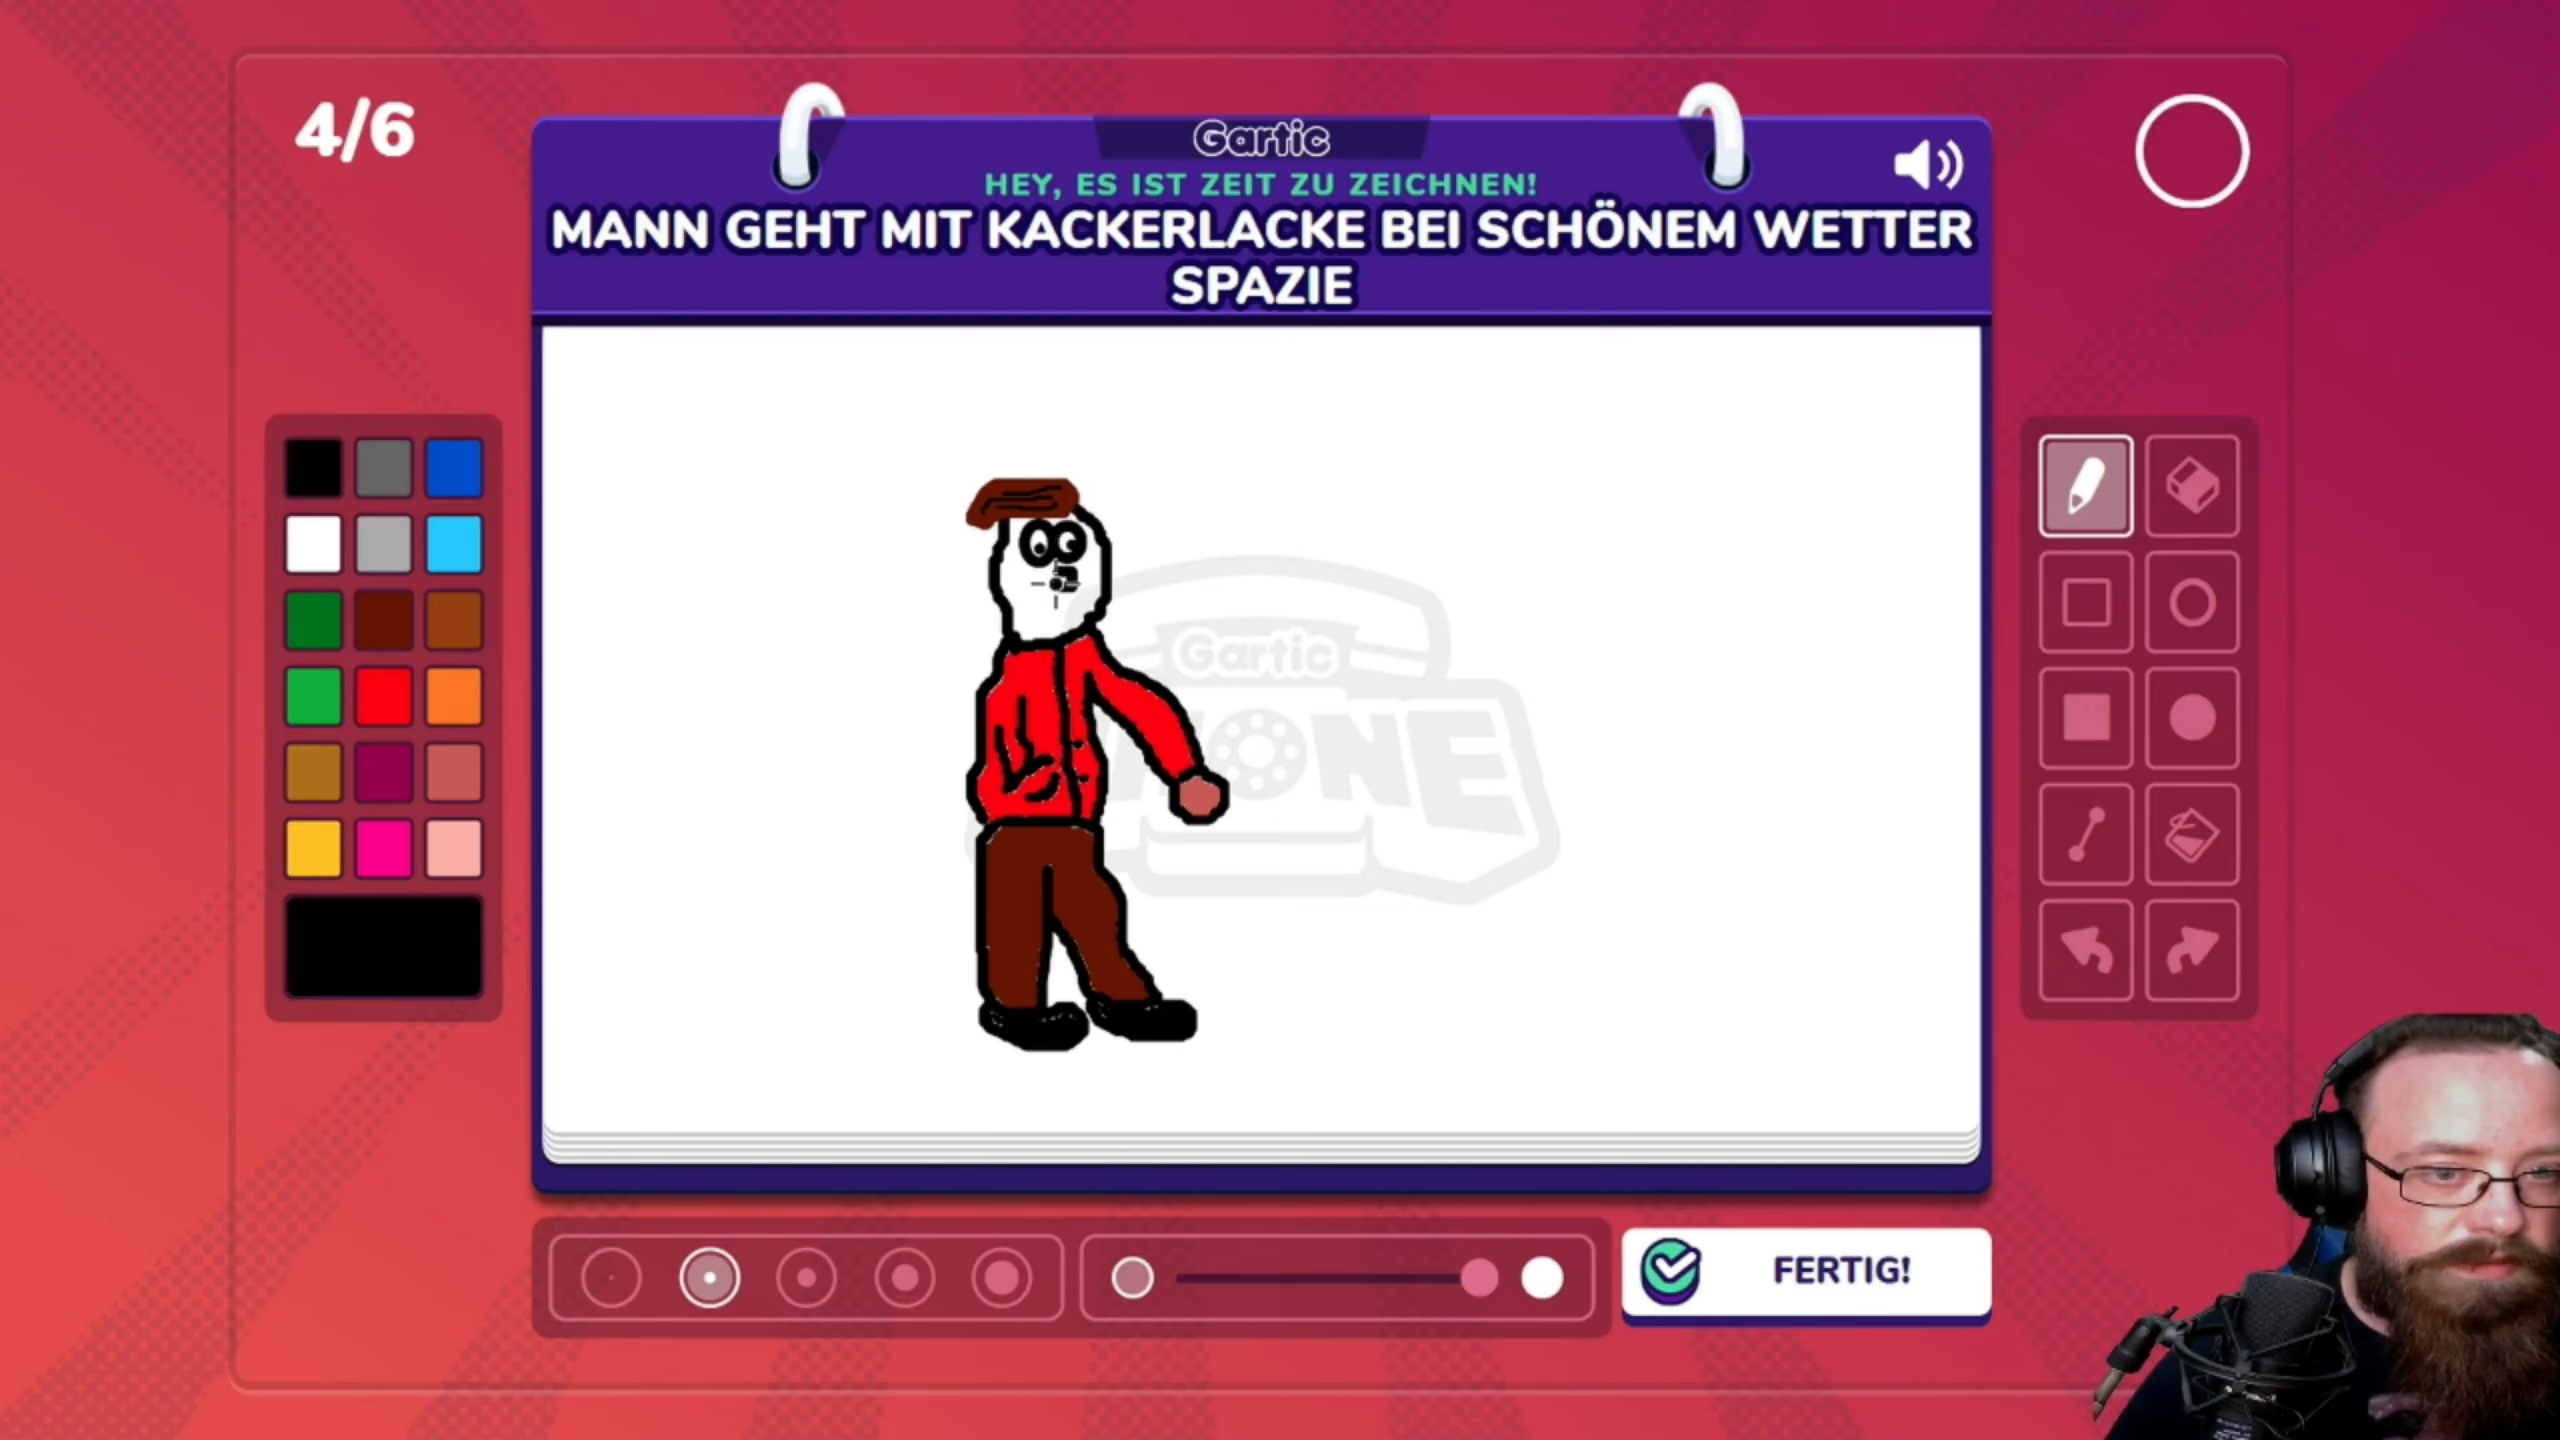 4/6
Gartic
HEY, ES IST ZEIT ZU ZEICHNEN!
MANN GEHT MIT KACKERLACKE BEI SCHÖNEM WETTER
SPAZIE
Gartic
PHONE
FERTIG!